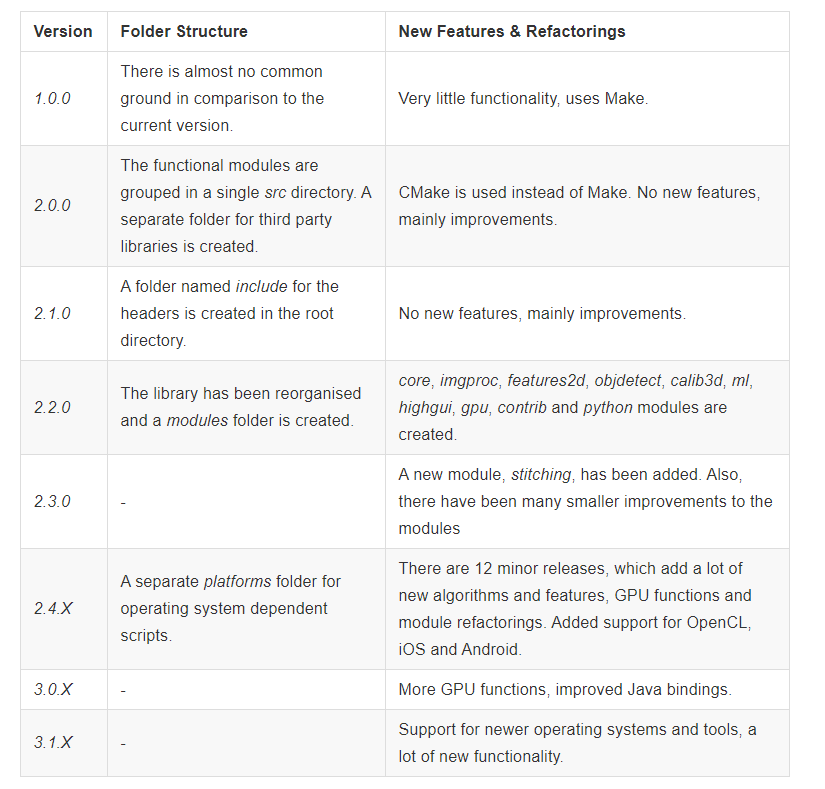 Version Folder Structure New Features & Refactorings
1.0.0
There is almost no common
ground in comparison to the
current version.
Very little functionality, uses Make.
2.0.0
The functional modules are
grouped in a single src directory. A
separate folder for third party
libraries is created.
CMake is used instead of Make. No new features,
mainly improvements.
2.1.0
A folder named include for the
headers is created in the root
directory.
No new features, mainly improvements.
2.2.0
The library has been reorganised
and a modules folder is created.
core, imgproc, features2d, objdetect, calib3d, ml,
highgui, gpu, contrib and python modules are
created.
2.3.0
-
A new module, stitching, has been added. Also,
there have been many smaller improvements to the
modules
2.4.X
A separate platforms folder for
operating system dependent
scripts.
There are 12 minor releases, which add a lot of
new algorithms and features, GPU functions and
module refactorings. Added support for OpenCL,
iOS and Android.
3.0.X
-
More GPU functions, improved Java bindings.
3.1.X
-
Support for newer operating systems and tools, a
lot of new functionality.